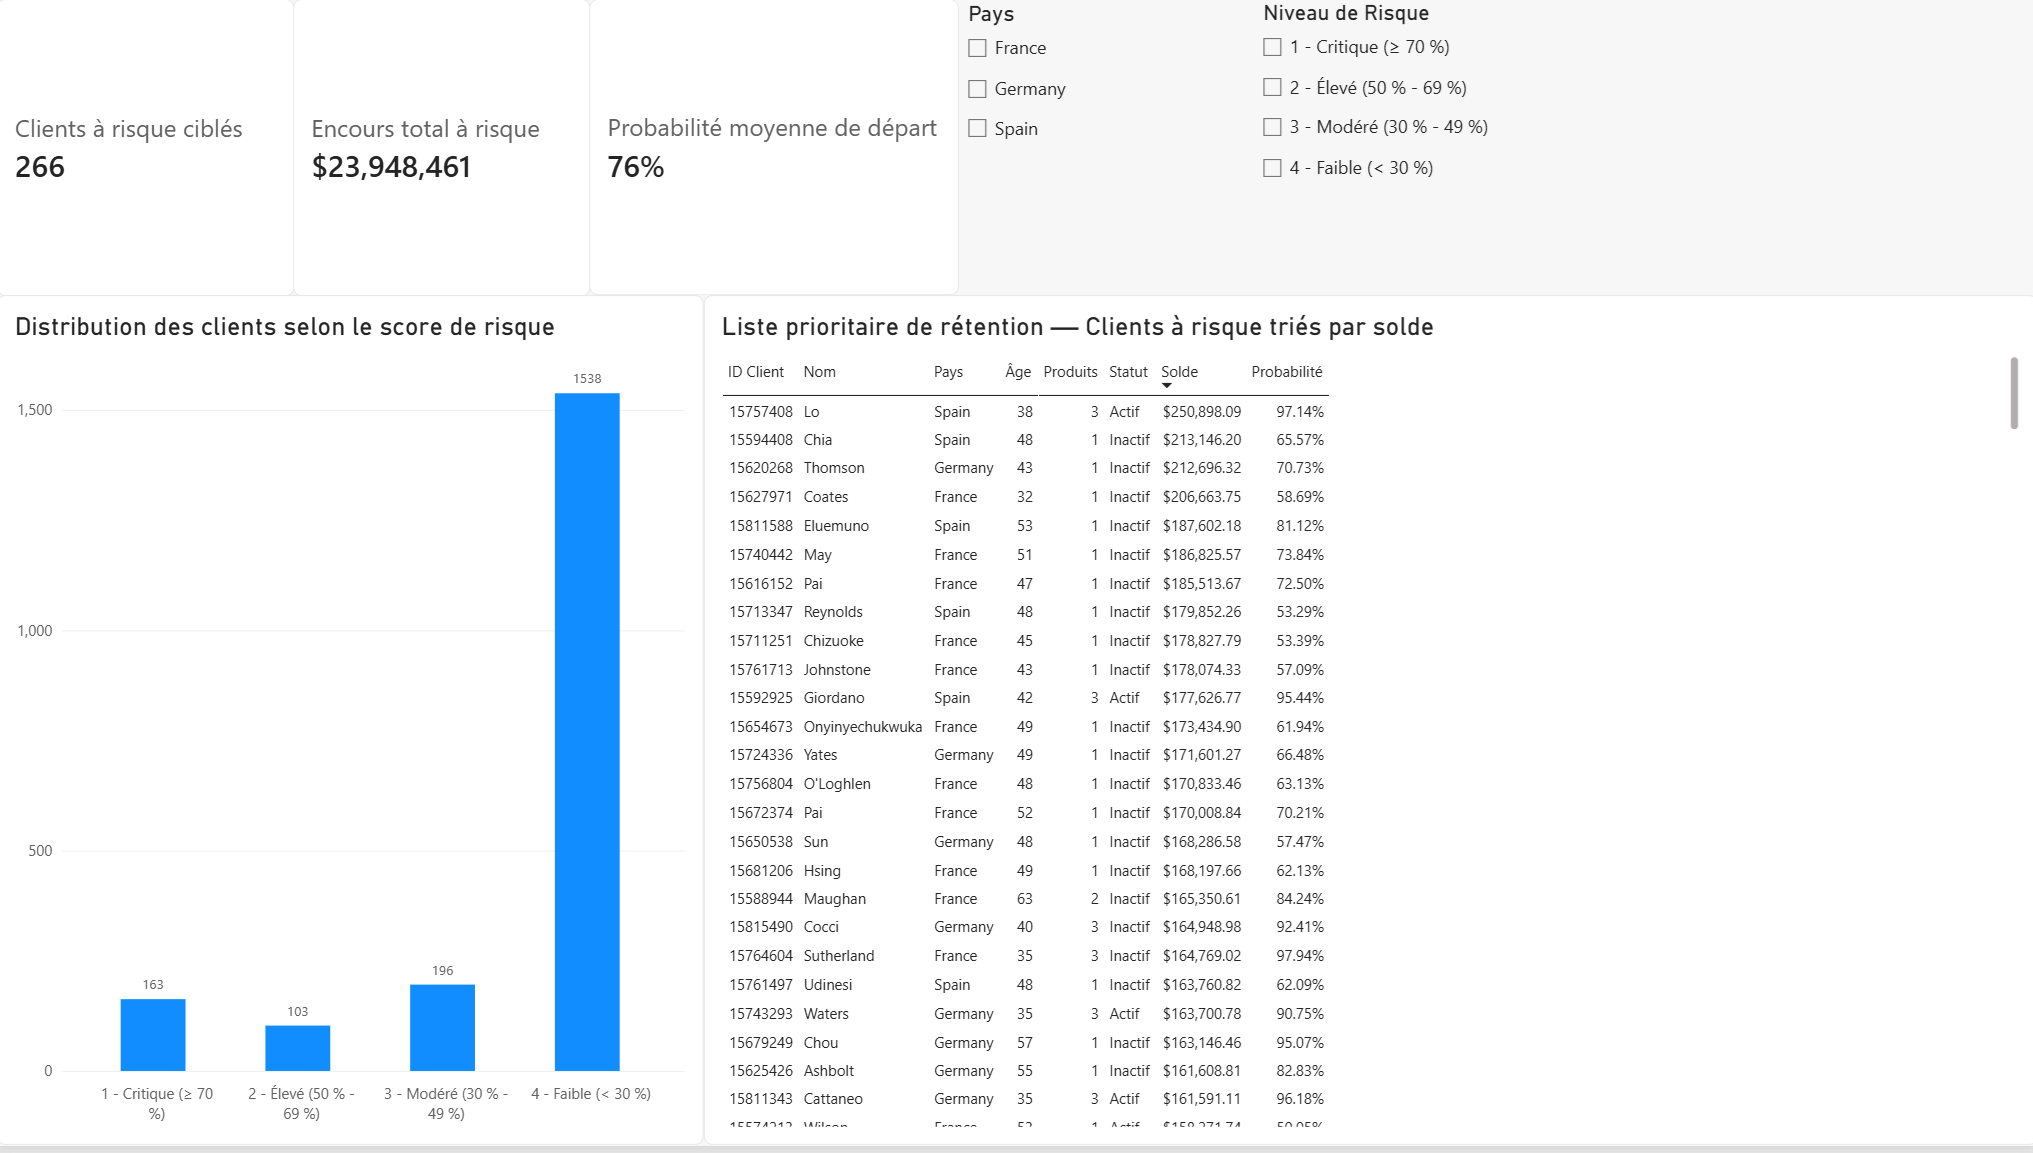 Clients à risque ciblés
266
Encours total à risque
$23,948,461
Probabilité moyenne de départ
76%
Pays
France
Germany
Spain
Niveau de Risque
1 - Critique (≥ 70 %)
2 - Élevé (50 % - 69 %)
3 - Modéré (30 % - 49 %)
4 - Faible (< 30 %)
Distribution des clients selon le score de risque
1,500
1,000
500
0
163
103
196
1538
1 - Critique (≥ 70
%)
2 - Élevé (50 % -
69 %)
3 - Modéré (30 % -
49 %)
4 - Faible (< 30 %)
Liste prioritaire de rétention — Clients à risque triés par solde
ID Client Nom Pays Âge Produits Statut Solde Probabilité
15757408 Lo Spain 38 3 Actif $250,898.09 97.14%
15594408 Chia Spain 48 1 Inactif $213,146.20 65.57%
15620268 Thomson Germany 43 1 Inactif $212,696.32 70.73%
15627971 Coates France 32 1 Inactif $206,663.75 58.69%
15811588 Eluemuno Spain 53 1 Inactif $187,602.18 81.12%
15740442 May France 51 1 Inactif $186,825.57 73.84%
15616152 Pai France 47 1 Inactif $185,513.67 72.50%
15713347 Reynolds Spain 48 1 Inactif $179,852.26 53.29%
15711251 Chizuoke France 45 1 Inactif $178,827.79 53.39%
15761713 Johnstone France 43 1 Inactif $178,074.33 57.09%
15592925 Giordano Spain 42 3 Actif $177,626.77 95.44%
15654673 Onyinyechukwuka France 49 1 Inactif $173,434.90 61.94%
15724336 Yates Germany 49 1 Inactif $171,601.27 66.48%
15756804 O'Loghlen France 48 1 Inactif $170,833.46 63.13%
15672374 Pai France 52 1 Inactif $170,008.84 70.21%
15650538 Sun Germany 48 1 Inactif $168,286.58 57.47%
15681206 Hsing France 49 1 Inactif $168,197.66 62.13%
15588944 Maughan France 63 2 Inactif $165,350.61 84.24%
15815490 Cocci Germany 40 3 Inactif $164,948.98 92.41%
15764604 Sutherland France 35 3 Inactif $164,769.02 97.94%
15761497 Udinesi Spain 48 1 Inactif $163,760.82 62.09%
15743293 Waters Germany 35 3 Actif $163,700.78 90.75%
15679249 Chou Germany 57 1 Inactif $163,146.46 95.07%
15625426 Ashbolt Germany 55 1 Inactif $161,608.81 82.83%
15811343 Cattaneo Germany 35 3 Actif $161,591.11 96.18%
Wilson France 1 Actif